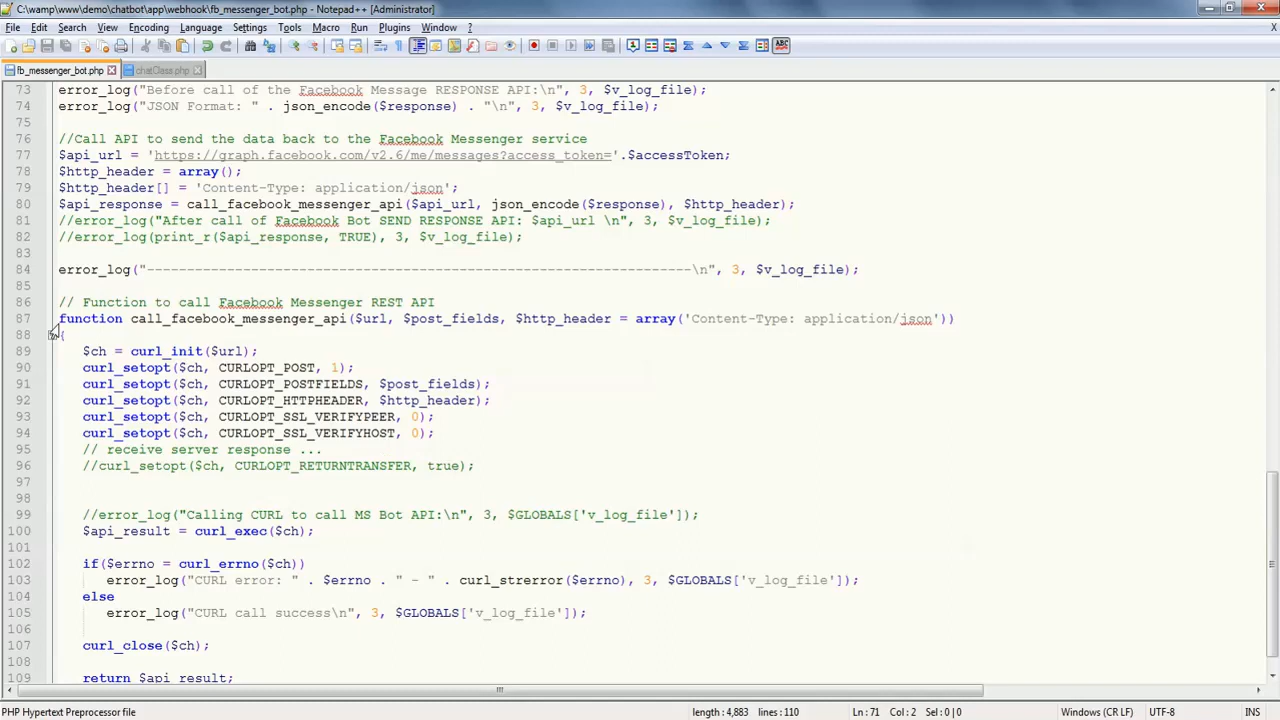 C:\wamp\www\demo\chatbot\app\webhook\fb_messenger_bot.php - Notepad++ [Administrator]
File Edit Search View Encoding Language Settings Tools Macro Run Plugins Window ?
X
fb_messenger_bot.php chatClass.php
73 error_log("Before call of the Facebook Message RESPONSE API:\n", 3, $v_log_file);
74 error_log("JSON Format: " . json_encode($response) . "\n", 3, $v_log_file);
75
76 //Call API to send the data back to the Facebook Messenger service
77 $api_url = 'https://graph.facebook.com/v2.6/me/messages?access_token='.$accessToken;
78 $http_header = array();
79 $http_header[] = 'Content-Type: application/json';
80 $api_response = call_facebook_messenger_api($api_url, json_encode($response), $http_header);
81 //error_log("After call of Facebook Bot SEND RESPONSE API: $api_url \n", 3, $v_log_file);
82 //error_log(print_r($api_response, TRUE), 3, $v_log_file);
83
84 error_log("--------------------------------------------------------------------\n", 3, $v_log_file);
85
86 // Function to call Facebook Messenger REST API
87 function call_facebook_messenger_api($url, $post_fields, $http_header = array('Content-Type: application/json'))
88 {
89 $ch = curl_init($url);
90 curl_setopt($ch, CURLOPT_POST, 1);
91 curl_setopt($ch, CURLOPT_POSTFIELDS, $post_fields);
92 curl_setopt($ch, CURLOPT_HTTPHEADER, $http_header);
93 curl_setopt($ch, CURLOPT_SSL_VERIFYPEER, 0);
94 curl_setopt($ch, CURLOPT_SSL_VERIFYHOST, 0);
95 // receive server response ...
96 //curl_setopt($ch, CURLOPT_RETURNTRANSFER, true);
97
98
99 //error_log("Calling CURL to call MS Bot API:\n", 3, $GLOBALS['v_log_file']);
100 $api_result = curl_exec($ch);
101
102 if($errno = curl_errno($ch))
103 error_log("CURL error: " . $errno . " - " . curl_strerror($errno), 3, $GLOBALS['v_log_file']);
104 else
105 error_log("CURL call success\n", 3, $GLOBALS['v_log_file']);
106
107 curl_close($ch);
108
109 return $api_result;
PHP Hypertext Preprocessor file length : 4,883 lines : 110 Ln : 71 Col : 2 Sel : 0 | 0 Windows (CR LF) UTF-8 INS